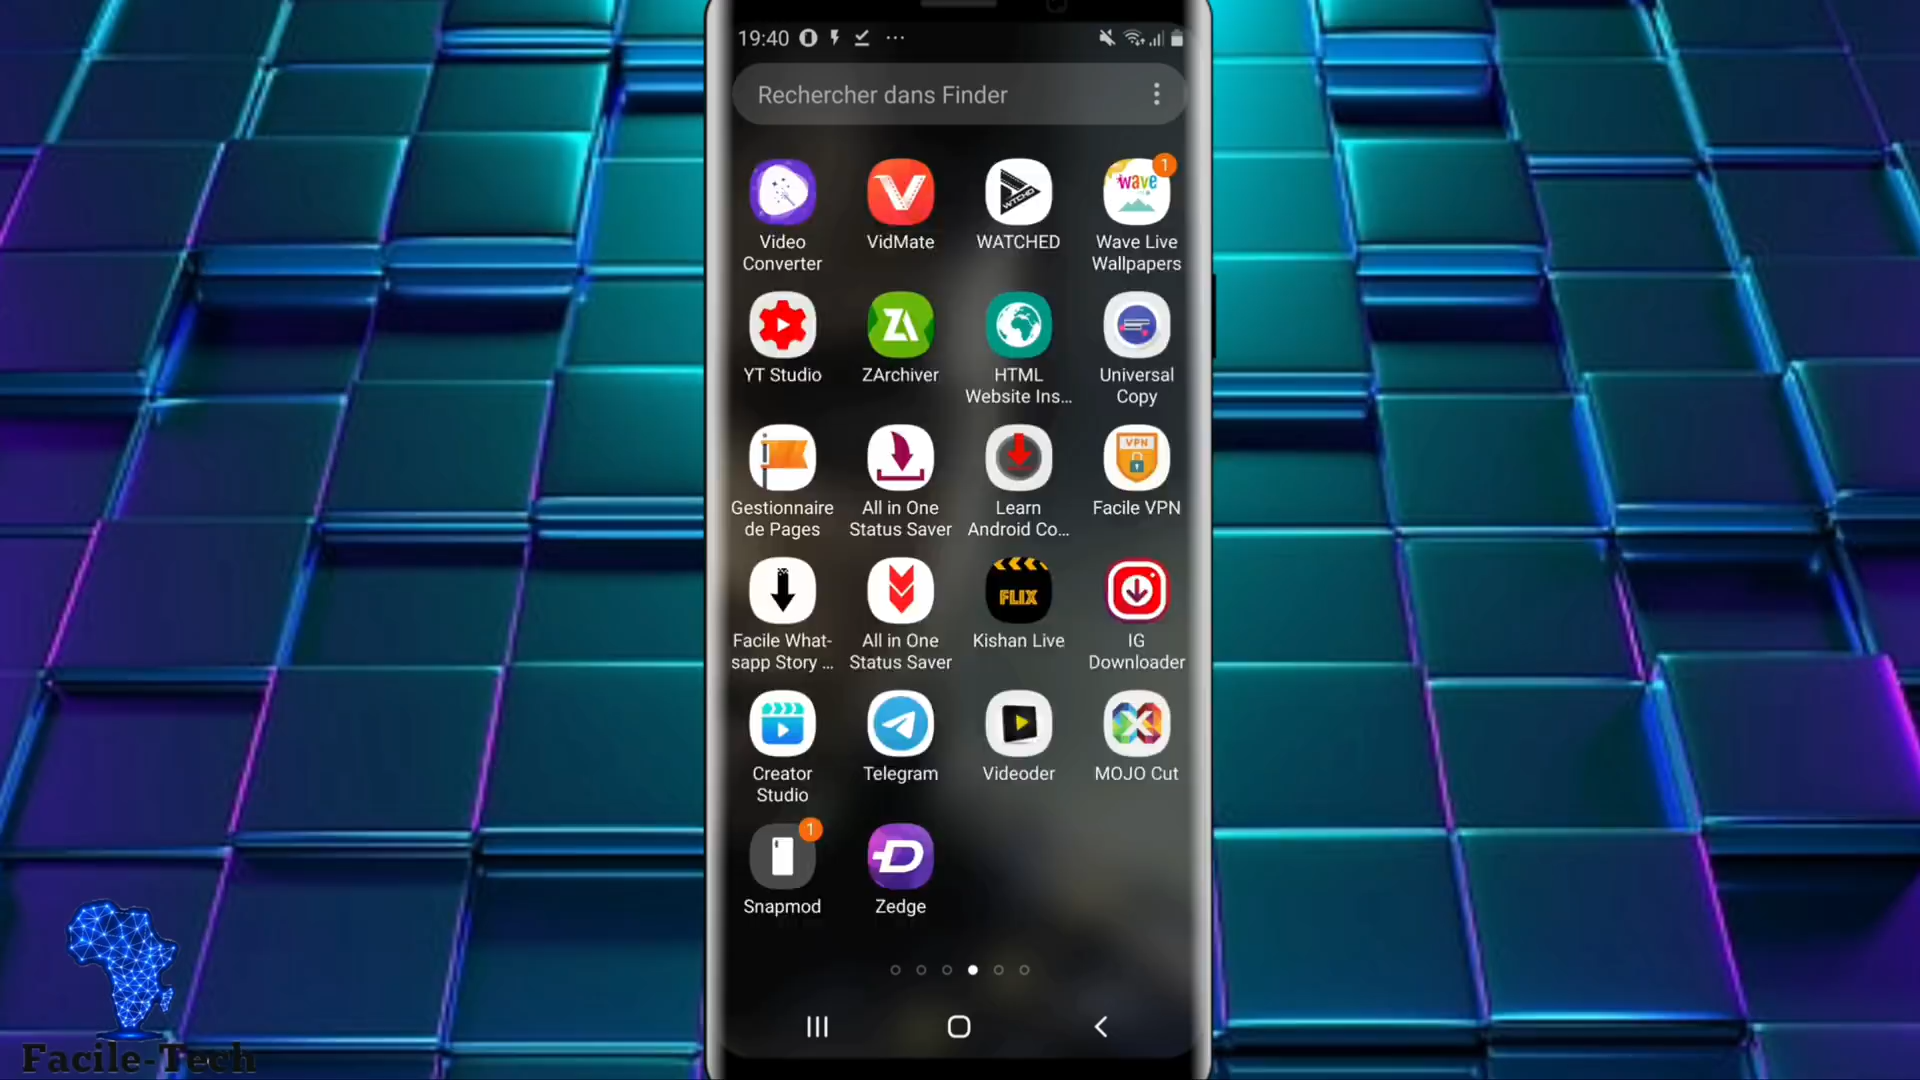 19:40
Rechercher dans Finder
wave
WTCHD
1
Video
Converter
VidMate
WATCHED
Wave Live
Wallpapers
ZA
YT Studio
ZArchiver
HTML
Website Ins...
Universal
Copy
VPN
Gestionnaire
de Pages
All in One
Status Saver
Learn
Android Co...
Facile VPN
FLIX
Facile What-
sapp Story ...
All in One
Status Saver
Kishan Live
IG
Downloader
Creator
Studio
Telegram
Videoder
MOJO Cut
1
Snapmod
Zedge
Facile-Tech